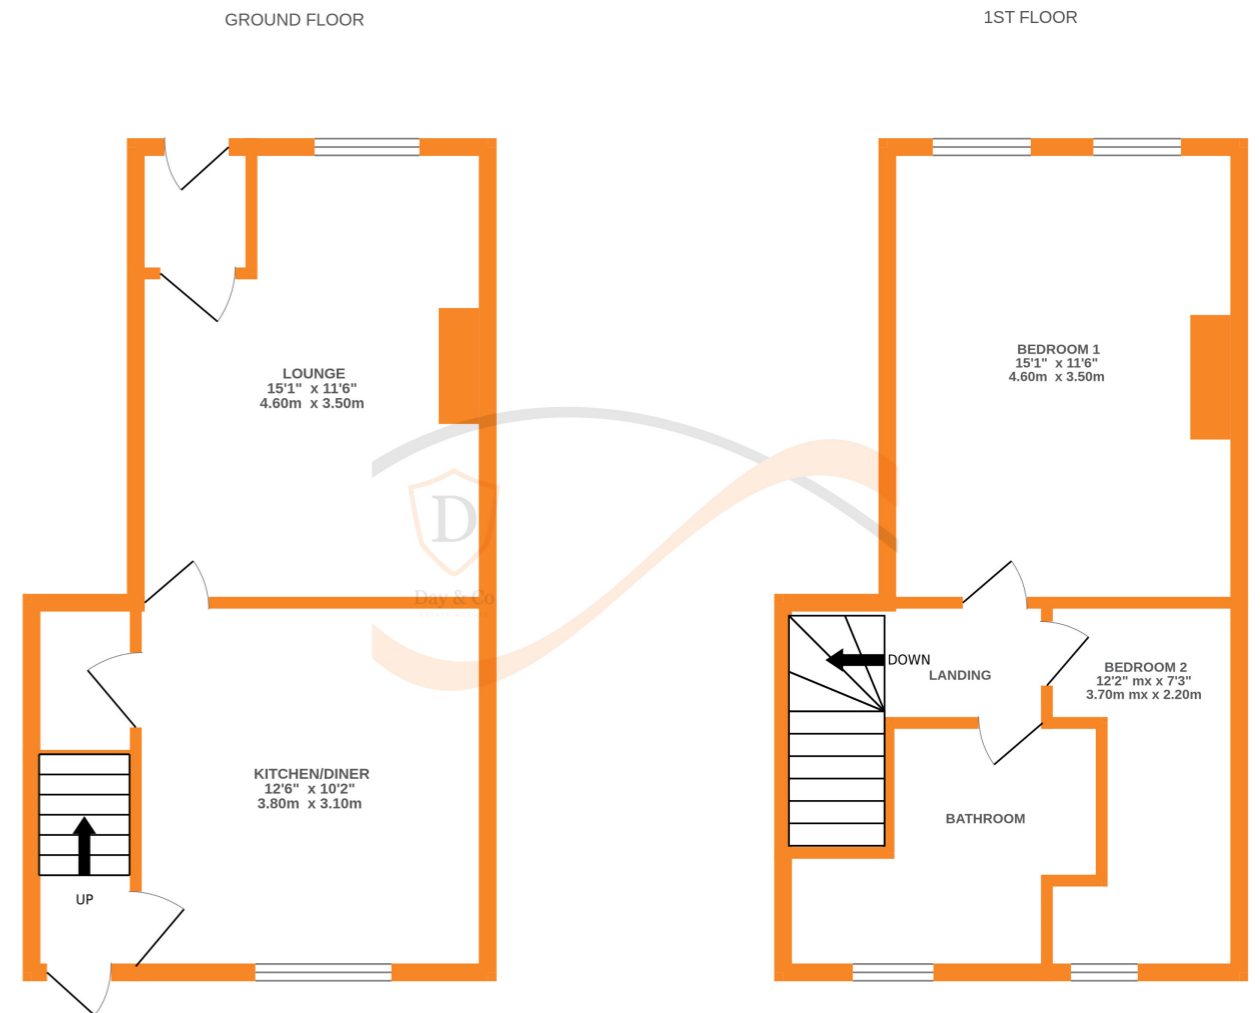 GROUND FLOOR
1ST FLOOR
LOUNGE
15'1" x 11'6"
4.60m x 3.50m
BEDROOM 1
15'1" x 11'6"
4.60m x 3.50m
D
Day & Co
DOWN
LANDING
BEDROOM 2
12'2" mx x 7'3"
3.70m mx x 2.20m
KITCHEN/DINER
12'6" x 10'2"
3.80m x 3.10m
BATHROOM
UP